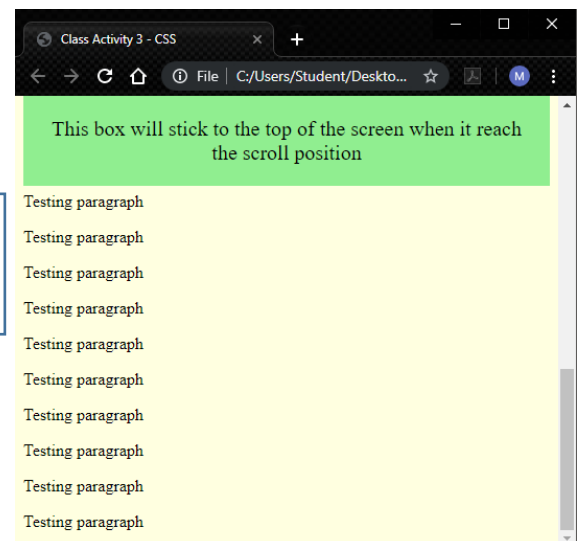 Class Activity 3 - CSS
File | C:/Users/Student/Deskto...
M
This box will stick to the top of the screen when it reach
the scroll position
Testing paragraph
Testing paragraph
Testing paragraph
Testing paragraph
Testing paragraph
Testing paragraph
Testing paragraph
Testing paragraph
Testing paragraph
Testing paragraph